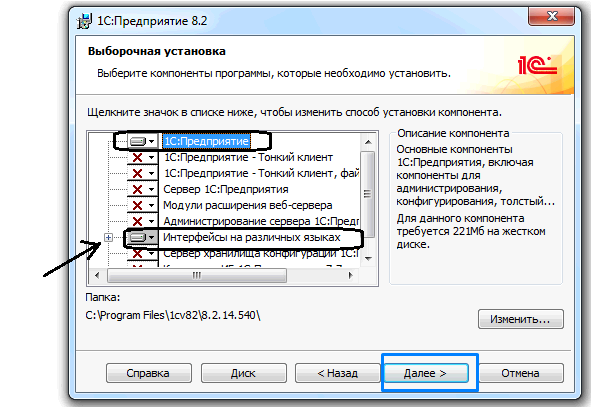 1С:Предприятие 8.2
Выборочная установка
Выберите компоненты программы, которые необходимо установить.
1С
Щелкните значок в списке ниже, чтобы изменить способ установки компонента.
1С:Предприятие
1С:Предприятие - Тонкий клиент
1С:Предприятие - Тонкий клиент, фай
Сервер 1С:Предприятия
Модули расширения веб-сервера
Администрирование сервера 1С:Предп
Интерфейсы на различных языках
Сервер хранилища конфигураций 1С:П
Описание компонента
Основные компоненты
1С:Предприятия, включая
компоненты для
администрирования,
конфигурирования, толстый...
Для данного компонента
требуется 221Мб на жестком
диске.
Папка:
C:\Program Files\1cv82\8.2.14.540\
Изменить...
Справка
Диск
< Назад
Далее >
Отмена